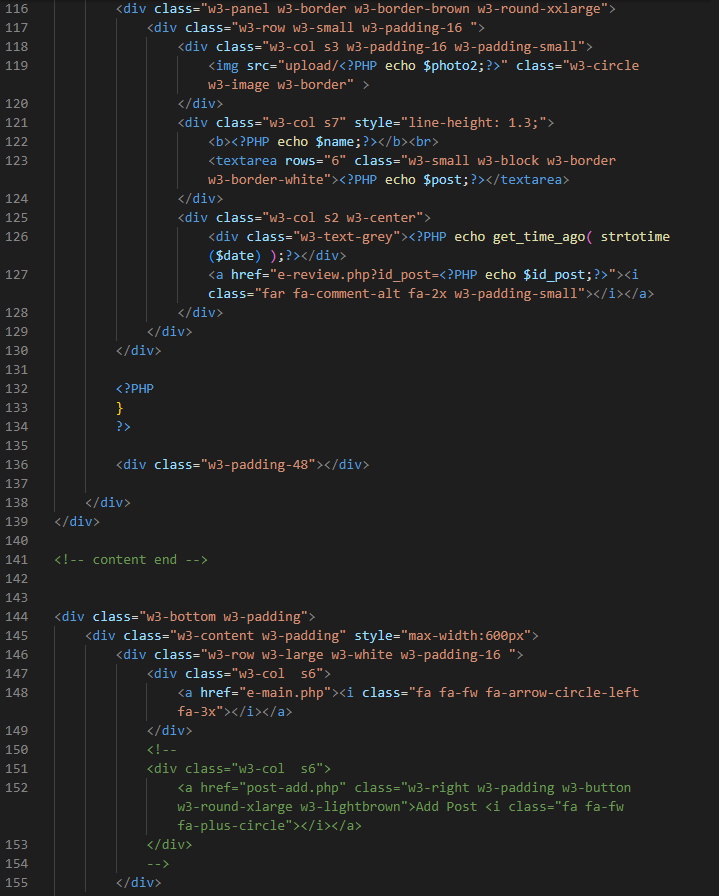 116 <div class="w3-panel w3-border w3-border-brown w3-round-xxlarge">
117 <div class="w3-row w3-small w3-padding-16 ">
118 <div class="w3-col s3 w3-padding-16 w3-padding-small">
119 <img src="upload/<?PHP echo $photo2;?>" class="w3-circle
w3-image w3-border" >
120 </div>
121 <div class="w3-col s7" style="line-height: 1.3;">
122 <b><?PHP echo $name;?></b><br>
123 <textarea rows="6" class="w3-small w3-block w3-border
w3-border-white"><?PHP echo $post;?></textarea>
124 </div>
125 <div class="w3-col s2 w3-center">
126 <div class="w3-text-grey"><?PHP echo get_time_ago( strtotime
($date) );?></div>
127 <a href="e-review.php?id_post=<?PHP echo $id_post;?>"><i
class="far fa-comment-alt fa-2x w3-padding-small"></i></a>
128 </div>
129 </div>
130 </div>
131
132 <?PHP
133 }
134 ?>
135
136 <div class="w3-padding-48"></div>
137
138 </div>
139 </div>
140
141 <!-- content end -->
142
143
144 <div class="w3-bottom w3-padding">
145 <div class="w3-content w3-padding" style="max-width:600px">
146 <div class="w3-row w3-large w3-white w3-padding-16 ">
147 <div class="w3-col  s6">
148 <a href="e-main.php"><i class="fa fa-fw fa-arrow-circle-left
fa-3x"></i></a>
149 </div>
150 <!--
151 <div class="w3-col  s6">
152 <a href="post-add.php" class="w3-right w3-padding w3-button
w3-round-xlarge w3-lightbrown">Add Post <i class="fa fa-fw
fa-plus-circle"></i></a>
153 </div>
154 -->
155 </div>